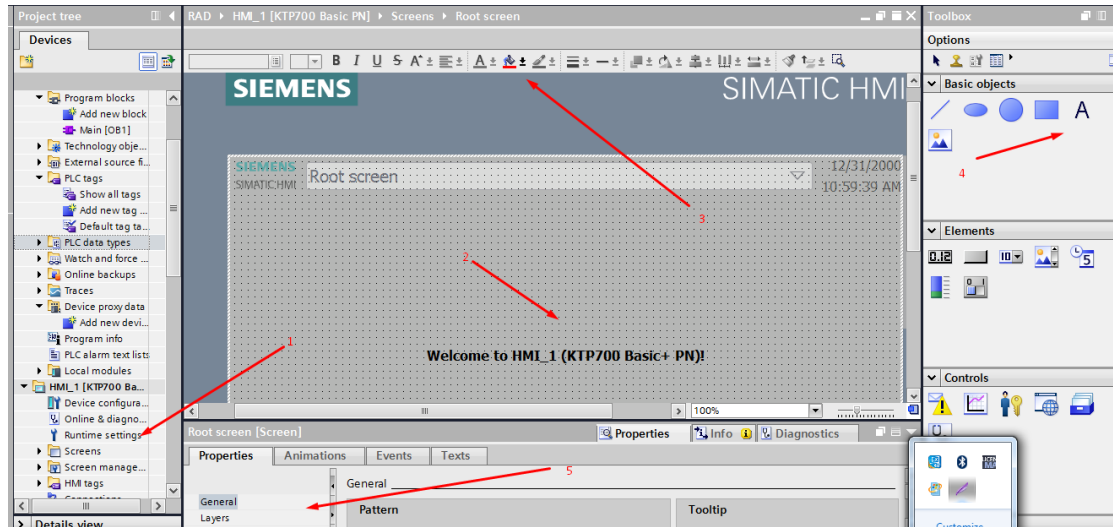 Project tree
RAD ▸ HMI_1 [KTP700 Basic PN] ▸ Screens ▸ Root screen
Toolbox
Devices
Options
B I U S A
Program blocks
Add new block
Main [OB1]
Technology obje...
External source fi...
PLC tags
Show all tags
Add new tag ...
Default tag ta...
PLC data types
Watch and force ...
Online backups
Traces
Device proxy data
Add new devi...
Program info
PLC alarm text lists
Local modules
HMI_1 [KTP700 Ba...
Device configura...
Online & diagno...
Runtime settings
Screens
Screen manage...
HMI tags
Connections
Details view
SIEMENS
SIMATIC HMI
SIEMENS
SIMATIC HMI
Root screen
12/31/2000
10:59:39 AM
Welcome to HMI_1 (KTP700 Basic+ PN)!
1
2
3
4
5
100%
Root screen [Screen]
Properties
Info
Diagnostics
Properties
Animations
Events
Texts
General
Layers
General
Pattern
Tooltip
Basic objects
A
Elements
0.12
10
5
Controls
Customize